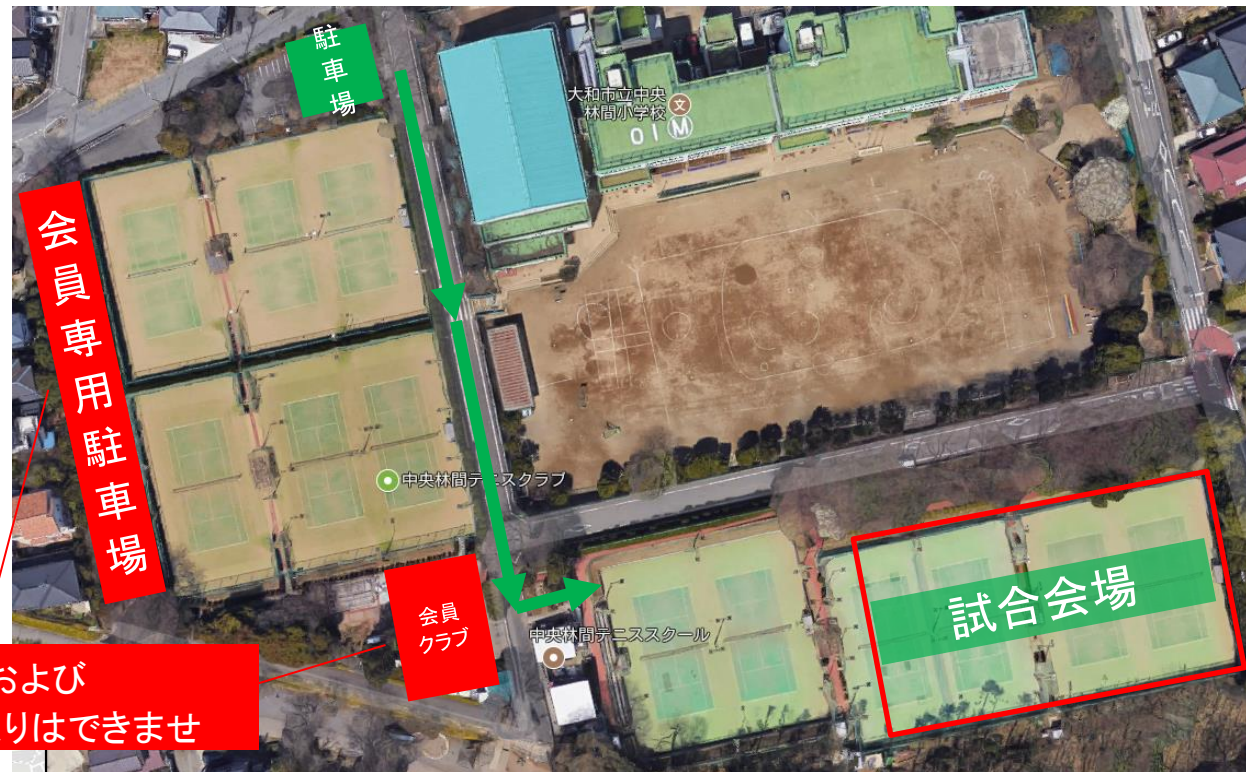 駐車場
大和市立中央
林間小学校
文
M10
会員専用駐車場
中央林間テニスクラブ
会員
クラブ
試合会場
中央林間テニススクール
および
りはできませ